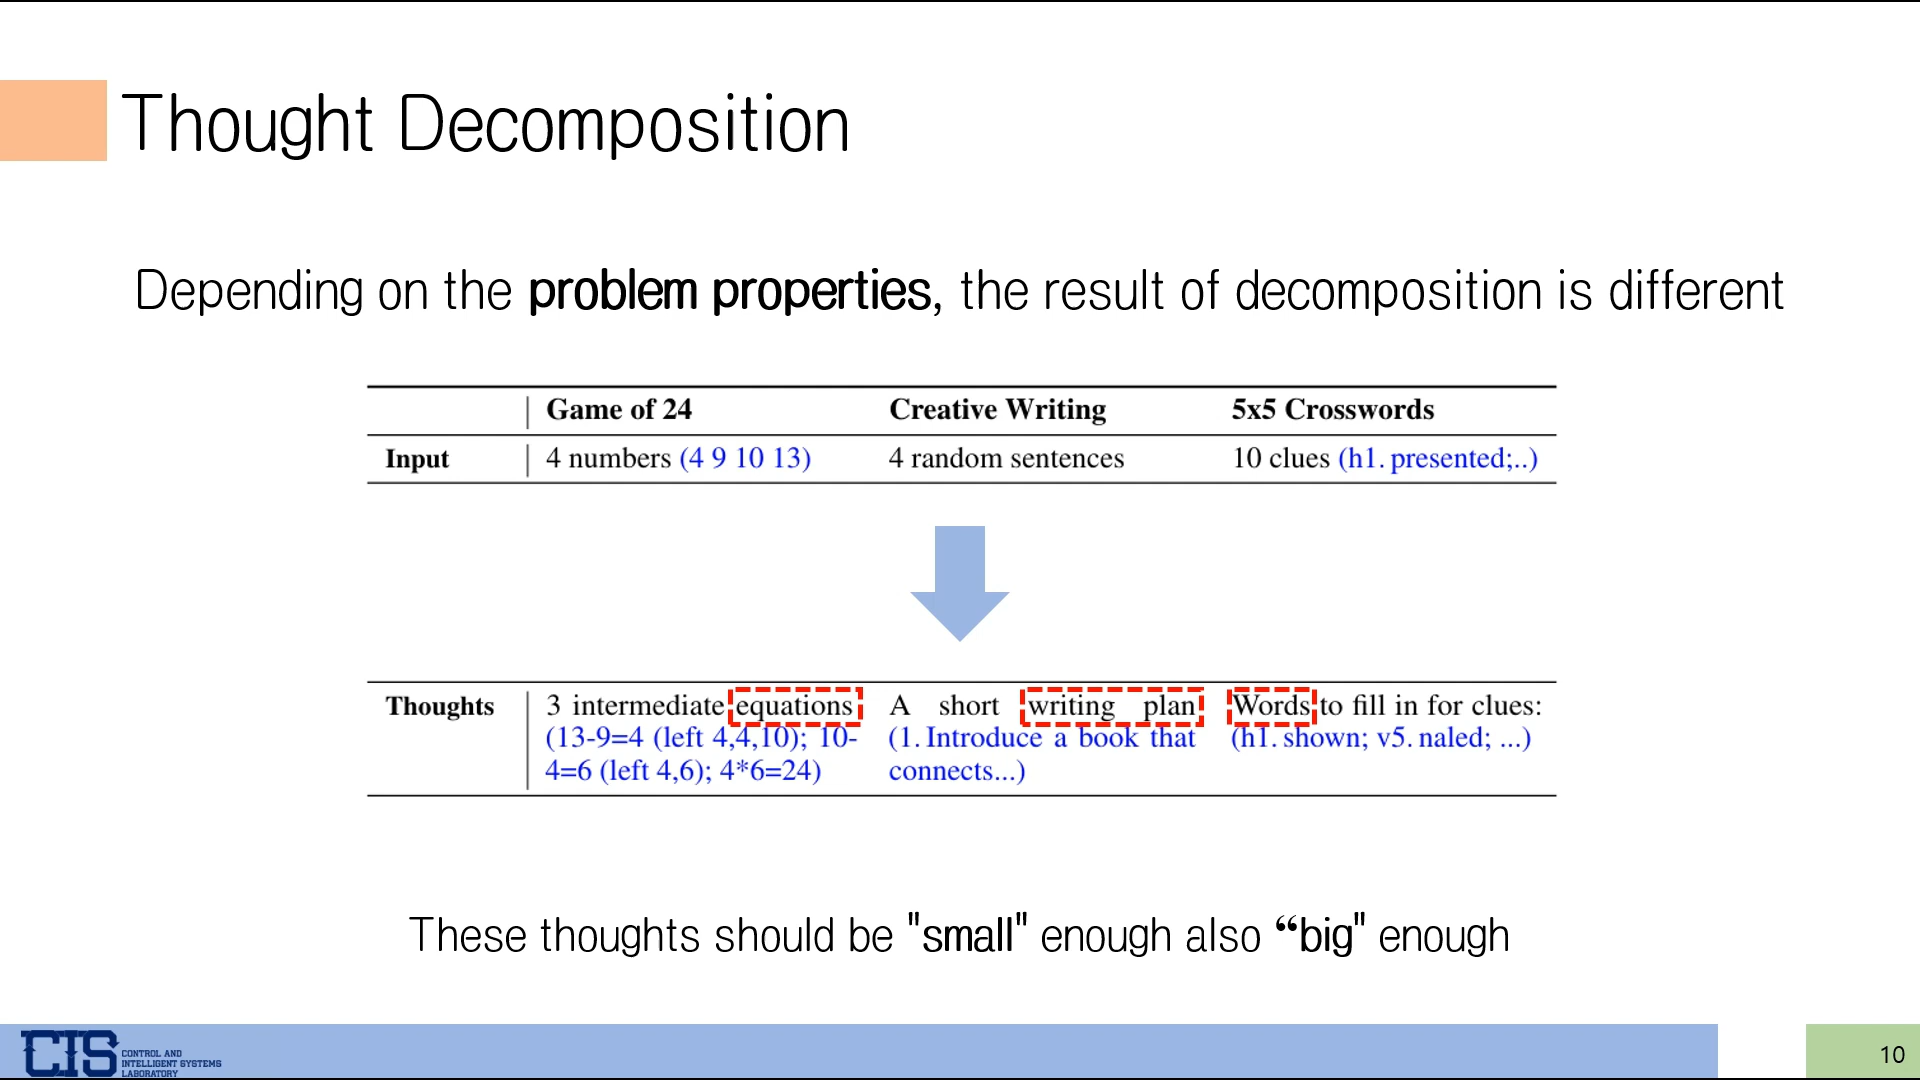 Thought Decomposition
Depending on the problem properties, the result of decomposition is different
Game of 24 Creative Writing 5x5 Crosswords
Input 4 numbers (4 9 10 13) 4 random sentences 10 clues (h1. presented;..)
Thoughts 3 intermediate equations A short writing plan Words to fill in for clues:
(13-9=4 (left 4,4,10); 10- (1. Introduce a book that (h1. shown; v5. naled; ...)
4=6 (left 4,6); 4*6=24) connects...)
These thoughts should be "small" enough also “big" enough
CIS CONTROL AND
INTELLIGENT SYSTEMS
LABORATORY
10